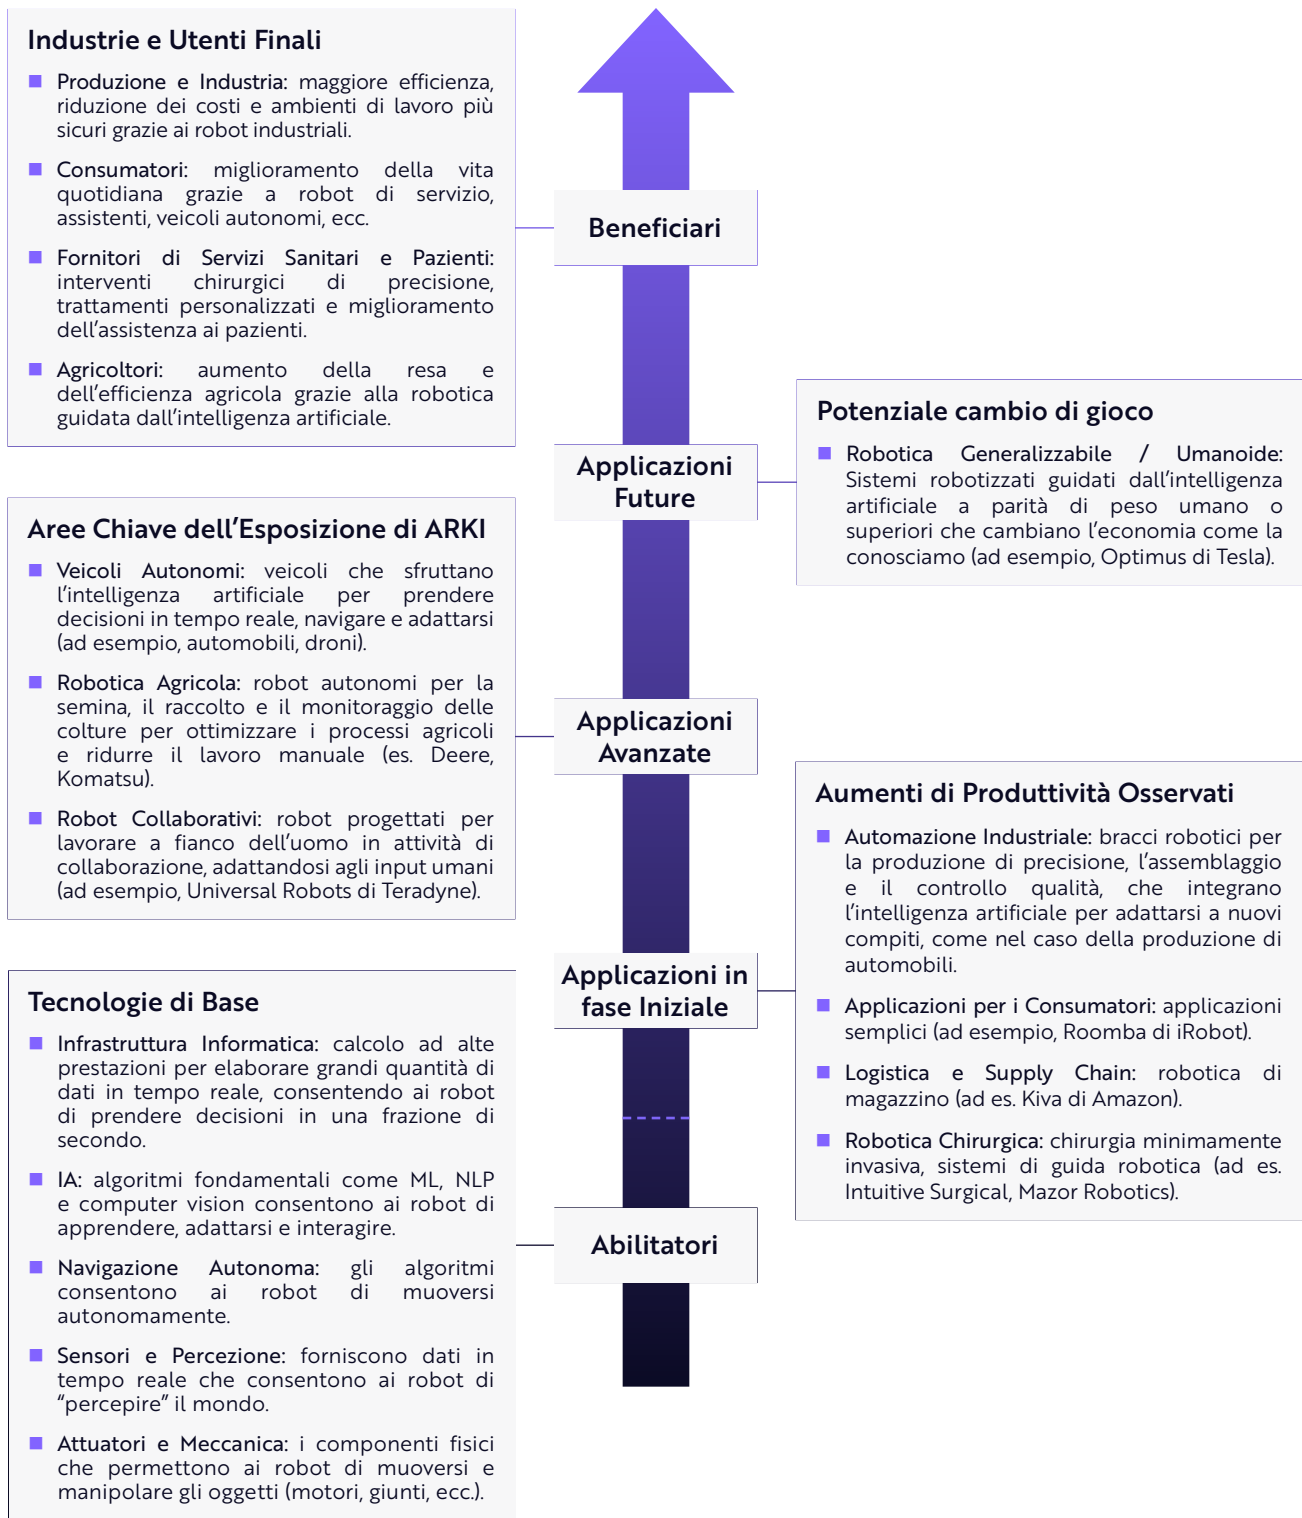 Industrie e Utenti Finali
Produzione e Industria: maggiore efficienza,
riduzione dei costi e ambienti di lavoro più
sicuri grazie ai robot industriali.
Consumatori: miglioramento della vita
quotidiana grazie a robot di servizio,
assistenti, veicoli autonomi, ecc.
Fornitori di Servizi Sanitari e Pazienti:
interventi chirurgici di precisione,
trattamenti personalizzati e miglioramento
dell'assistenza ai pazienti.
Agricoltori: aumento della resa e
dell'efficienza agricola grazie alla robotica
guidata dall'intelligenza artificiale.
Beneficiari
Applicazioni
Future
Potenziale cambio di gioco
Robotica Generalizzabile / Umanoide:
Sistemi robotizzati guidati dall'intelligenza
artificiale a parità di peso umano o
superiori che cambiano l'economia come la
conosciamo (ad esempio, Optimus di Tesla).
Aree Chiave dell'Esposizione di ARKI
Veicoli Autonomi: veicoli che sfruttano
l'intelligenza artificiale per prendere
decisioni in tempo reale, navigare e adattarsi
(ad esempio, automobili, droni).
Robotica Agricola: robot autonomi per la
semina, il raccolto e il monitoraggio delle
colture per ottimizzare i processi agricoli
e ridurre il lavoro manuale (es. Deere,
Komatsu).
Robot Collaborativi: robot progettati per
lavorare a fianco dell'uomo in attività di
collaborazione, adattandosi agli input umani
(ad esempio, Universal Robots di Teradyne).
Applicazioni
Avanzate
Applicazioni in
fase Iniziale
Aumenti di Produttività Osservati
Automazione Industriale: bracci robotici per
la produzione di precisione, l'assemblaggio
e il controllo qualità, che integrano
l'intelligenza artificiale per adattarsi a nuovi
compiti, come nel caso della produzione di
automobili.
Applicazioni per i Consumatori: applicazioni
semplici (ad esempio, Roomba di iRobot).
Logistica e Supply Chain: robotica di
magazzino (ad es. Kiva di Amazon).
Robotica Chirurgica: chirurgia minimamente
invasiva, sistemi di guida robotica (ad es.
Intuitive Surgical, Mazor Robotics).
Tecnologie di Base
Infrastruttura Informatica: calcolo ad alte
prestazioni per elaborare grandi quantità di
dati in tempo reale, consentendo ai robot
di prendere decisioni in una frazione di
secondo.
IA: algoritmi fondamentali come ML, NLP
e computer vision consentono ai robot di
apprendere, adattarsi e interagire.
Navigazione Autonoma: gli algoritmi
consentono ai robot di muoversi
autonomamente.
Sensori e Percezione: forniscono dati in
tempo reale che consentono ai robot di
"percepire" il mondo.
Attuatori e Meccanica: i componenti fisici
che permettono ai robot di muoversi e
manipolare gli oggetti (motori, giunti, ecc.).
Abilitatori